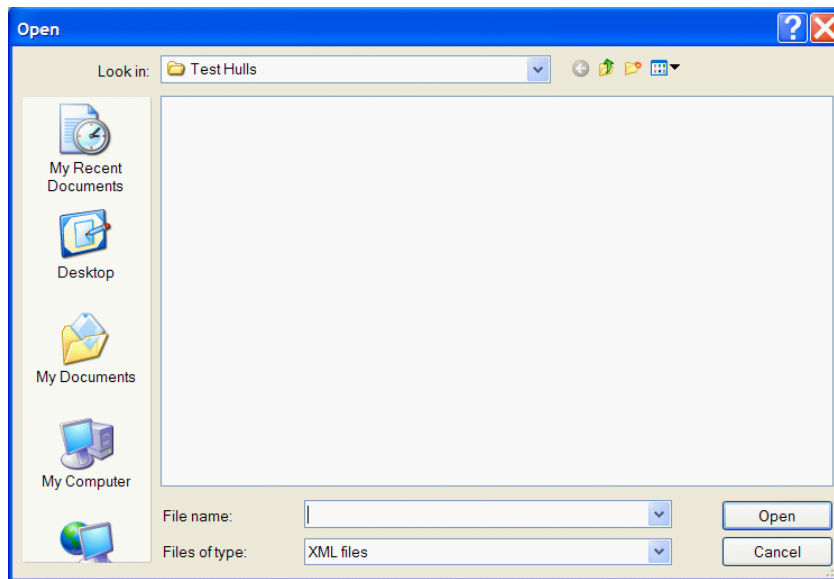 Open
Look in:
Test Hulls
My Recent
Documents
Desktop
My Documents
My Computer
File name:
Open
Files of type:
XML files
Cancel